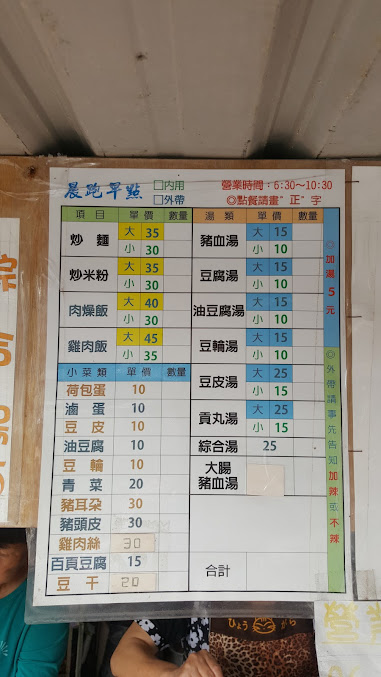 晨跑早點 □內用 營業時間：6:30～10:30
□外帶 ◎點餐請畫"正"字
項目 單價 數量
炒麵 大 35
小 30
炒米粉 大 35
小 30
肉燥飯 大 40
小 30
雞肉飯 大 45
小 35
小菜類 單價 數量
荷包蛋 10
滷蛋 10
豆皮 10
油豆腐 10
豆輪 10
青菜 20
豬耳朵 30
豬頭皮 30
雞肉絲 30
百頁豆腐 15
豆干 20
湯類 單價 數量
豬血湯 大 15
小 10
豆腐湯 大 15
小 10
油豆腐湯 大 15
小 10
豆輪湯 大 15
小 10
豆皮湯 大 25
小 15
貢丸湯 大 25
小 15
綜合湯 25
大腸
豬血湯
合計
◎加湯5元
◎外帶請事先告知加辣或不辣
ひょう
營業